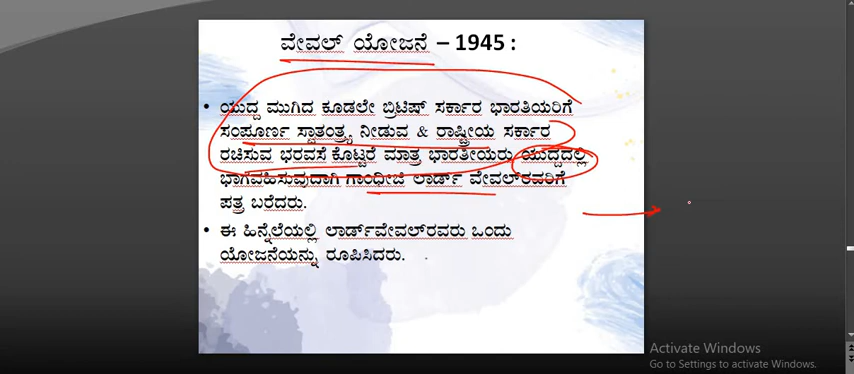 ವೇವಲ್ ಯೋಜನೆ – 1945 :
• ಯುದ್ದ ಮುಗಿದ ಕೂಡಲೇ ಬ್ರಿಟಿಷ್ ಸರ್ಕಾರ ಭಾರತಿಯರಿಗೆ
ಸಂಪೂರ್ಣ ಸ್ವಾತಂತ್ರ್ಯ ನೀಡುವ & ರಾಷ್ಟ್ರೀಯ ಸರ್ಕಾರ
ರಚಿಸುವ ಭರವಸೆ ಕೊಟ್ಟರೆ ಮಾತ್ರ ಭಾರತೀಯರು ಯುದ್ದದಲ್ಲಿ
ಭಾಗವಹಿಸುವುದಾಗಿ ಗಾಂಧೀಜಿ ಲಾರ್ಡ್ ವೇವಲ್‌ರವರಿಗೆ
ಪತ್ರ ಬರೆದರು.
• ಈ ಹಿನ್ನೆಲೆಯಲ್ಲಿ ಲಾರ್ಡ್‌ವೇವಲ್‌ರವರು ಒಂದು
ಯೋಜನೆಯನ್ನು ರೂಪಿಸಿದರು.
Activate Windows
Go to Settings to activate Windows.